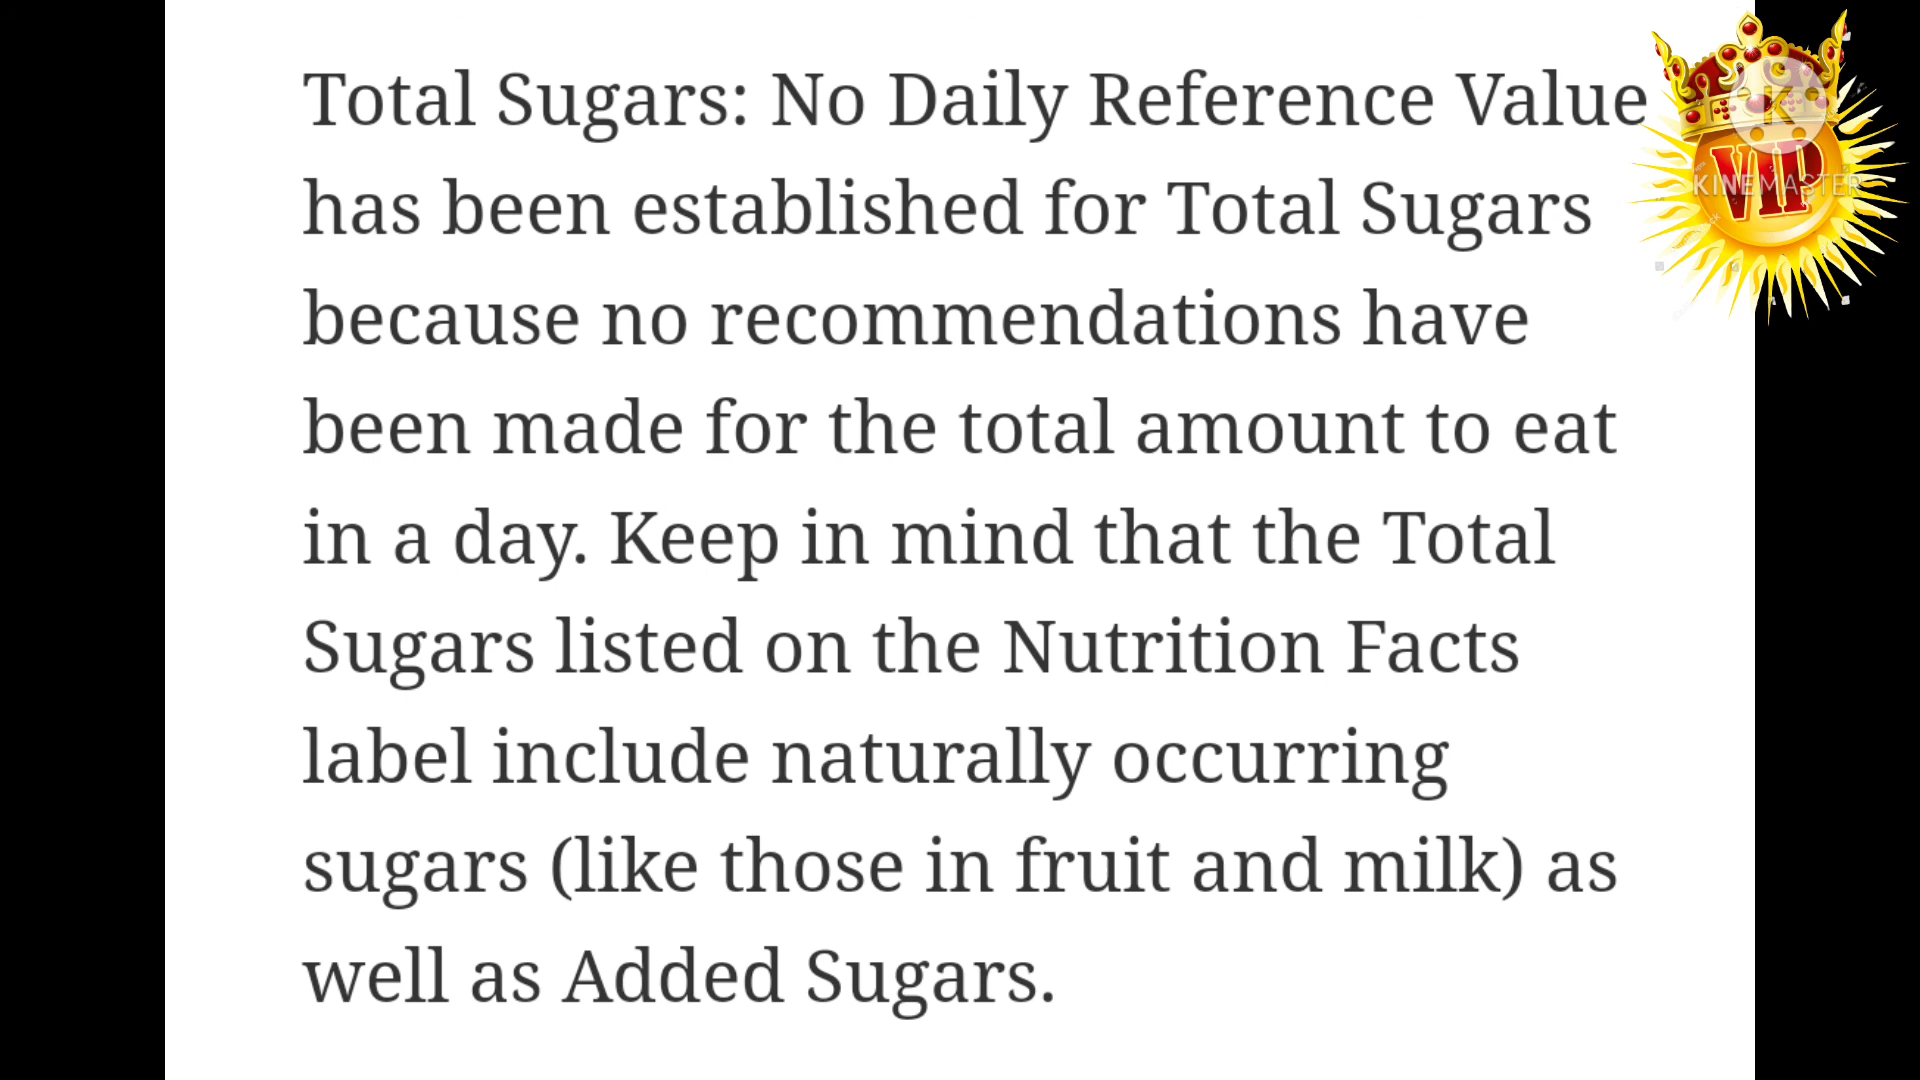 Total Sugars: No Daily Reference Value
has been established for Total Sugars
because no recommendations have
been made for the total amount to eat
in a day. Keep in mind that the Total
Sugars listed on the Nutrition Facts
label include naturally occurring
sugars (like those in fruit and milk) as
well as Added Sugars.
K
VIP
KINEMASTER